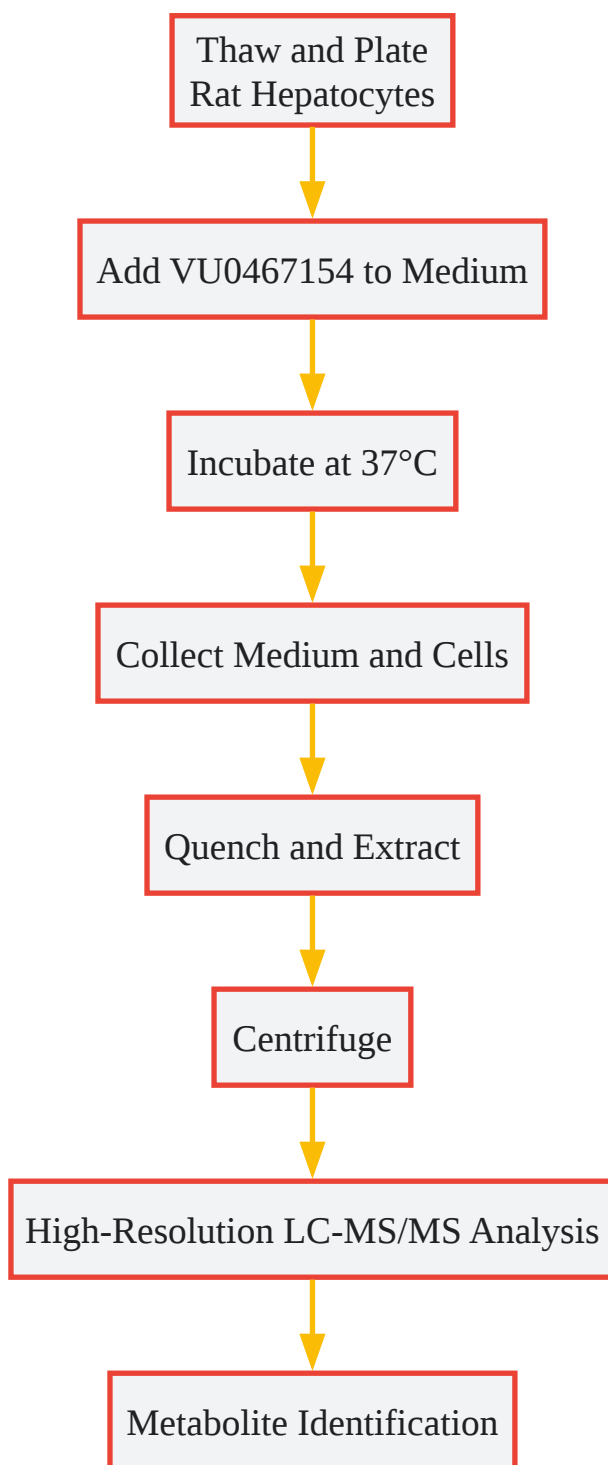 Thaw and Plate
Rat Hepatocytes
Add VU0467154 to Medium
Incubate at 37°C
Collect Medium and Cells
Quench and Extract
Centrifuge
High-Resolution LC-MS/MS Analysis
Metabolite Identification